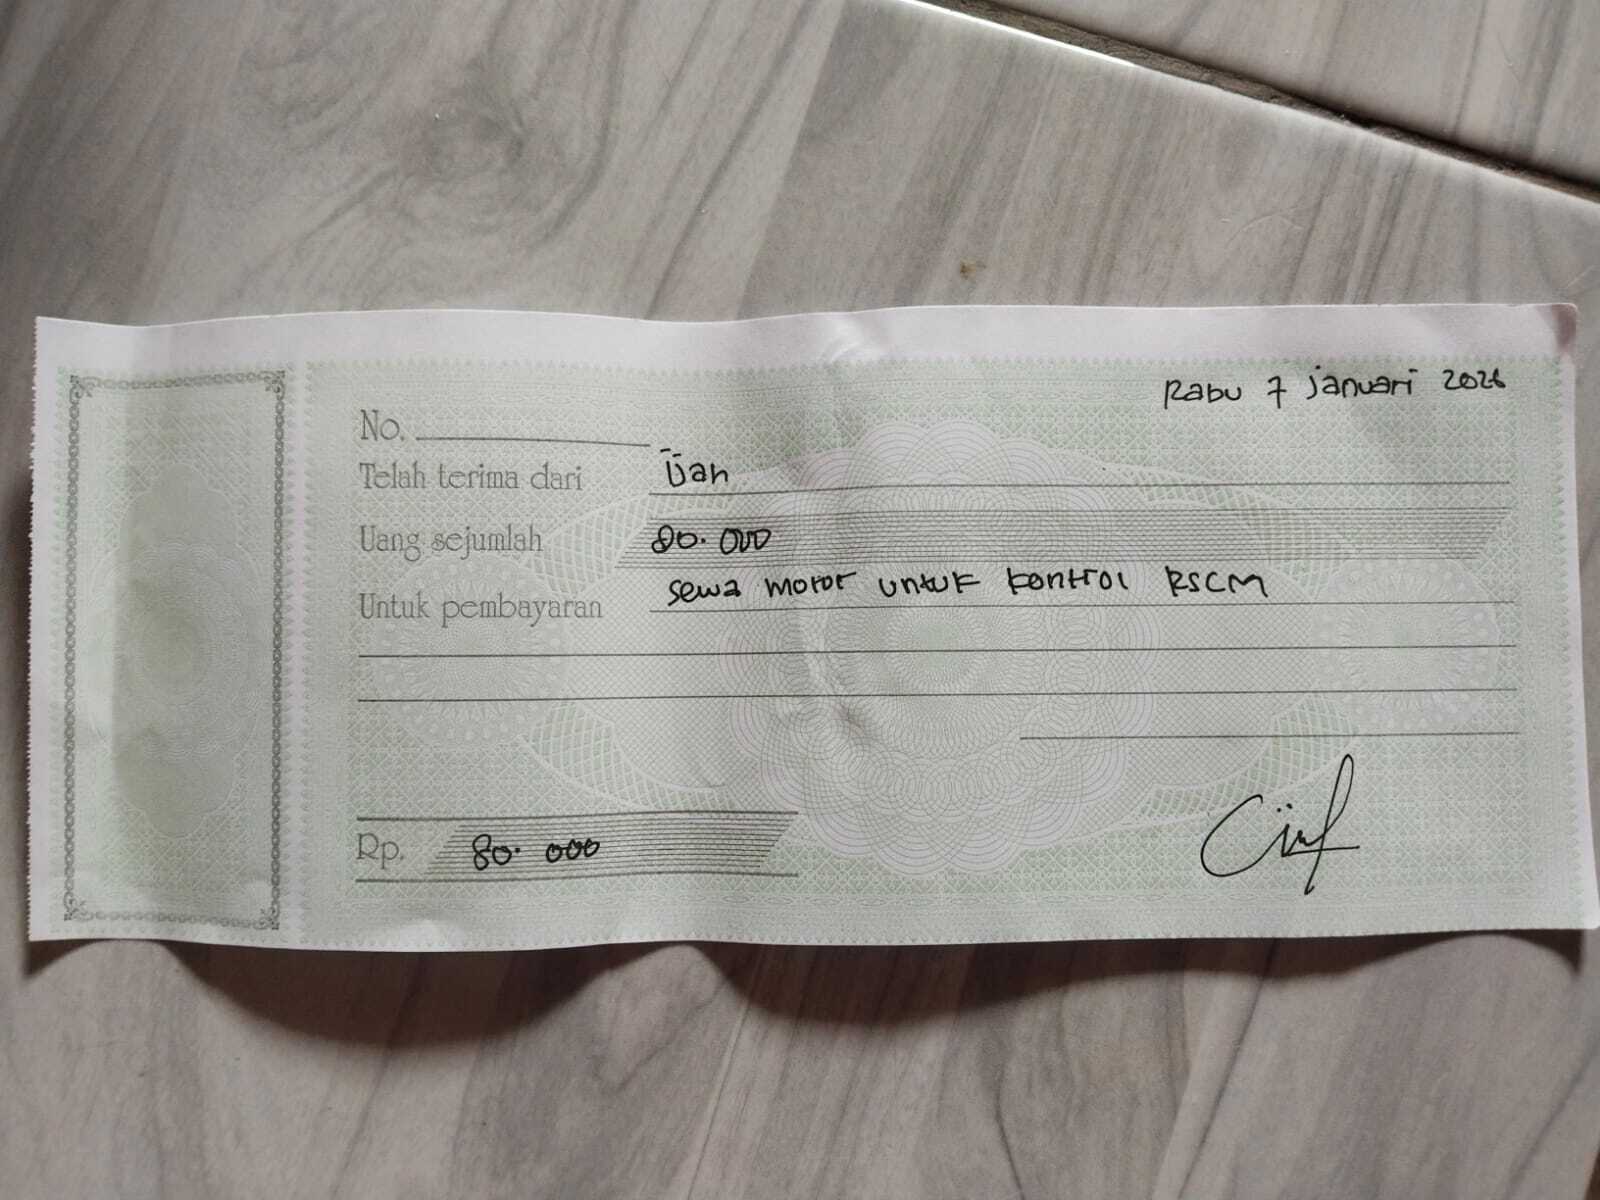 Rabu 7 Januari 2026
No.
Telah terima dari Ijah
Uang sejumlah 80.000
Untuk pembayaran sewa motor untuk kontrol RSCM
Rp. 80.000